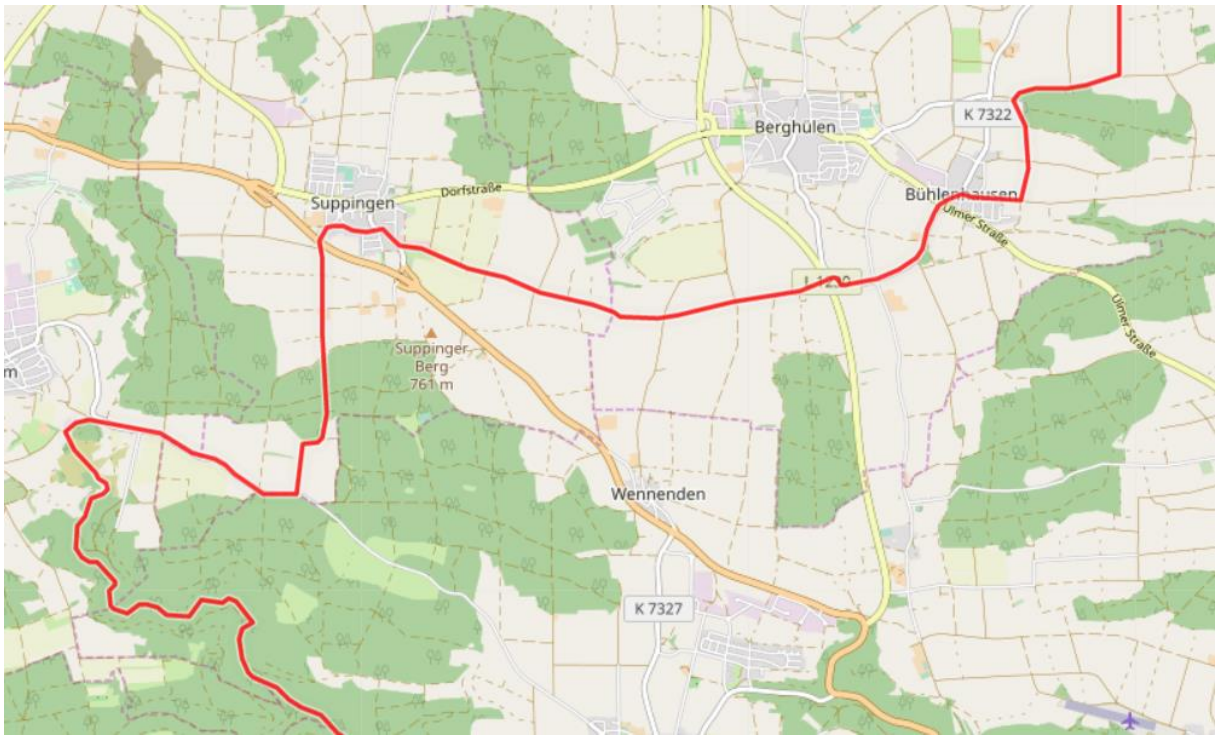 K 7322
Berghülen
Dorfstraße
Suppingen
Bühlenhausen
Ulmer Straße
Ulmer Straße
Suppinger
Berg
761 m
m
Wennenden
K 7327